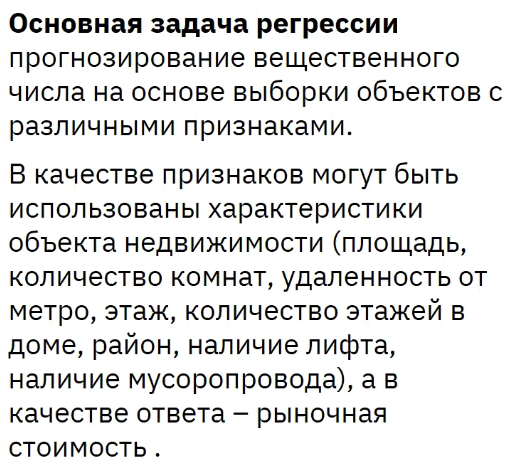 Основная задача регрессии
прогнозирование вещественного
числа на основе выборки объектов с
различными признаками.
В качестве признаков могут быть
использованы характеристики
объекта недвижимости (площадь,
количество комнат, удаленность от
метро, этаж, количество этажей в
доме, район, наличие лифта,
наличие мусоропровода), а в
качестве ответа – рыночная
стоимость .